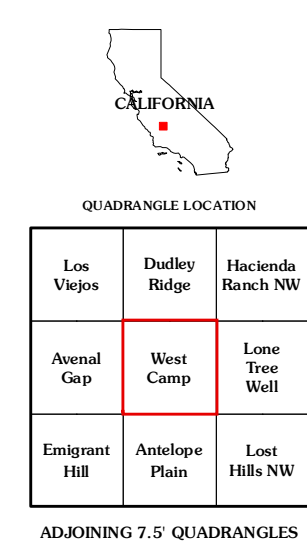 CALIFORNIA
QUADRANGLE LOCATION
Los
Viejos
Dudley
Ridge
Hacienda
Ranch NW
Avenal
Gap
West
Camp
Lone
Tree
Well
Emigrant
Hill
Antelope
Plain
Lost
Hills NW
ADJOINING 7.5' QUADRANGLES